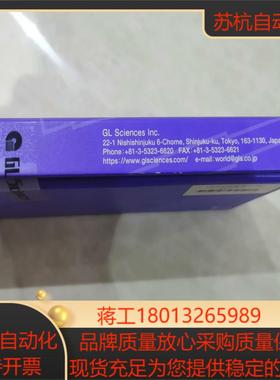 苏杭自动化
GL Sciences Inc.
22-1 Nishishinjuku 6-Chome, Shinjuku-ku, Tokyo, 163-1130, Japan
Phone:+81-3-5323-6620 FAX:+81-3-5323-6621
https://www.glsciences.com/ e-mail:world@gls.co.jp
蒋工18013265989
自动化
品牌质量放心采购质量保
开票
现货充足为您提供稳定的